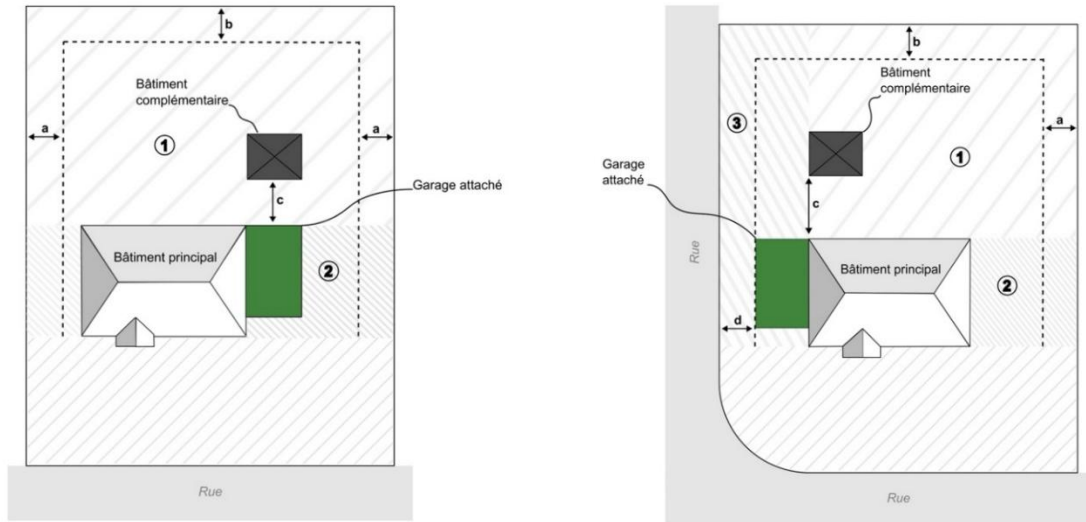 b
Bâtiment
complémentaire
a
a
①
c
Garage attaché
Bâtiment principal
②
Rue
b
Bâtiment
complémentaire
③
a
①
Garage
attaché
c
Rue
Bâtiment principal
②
d
Rue